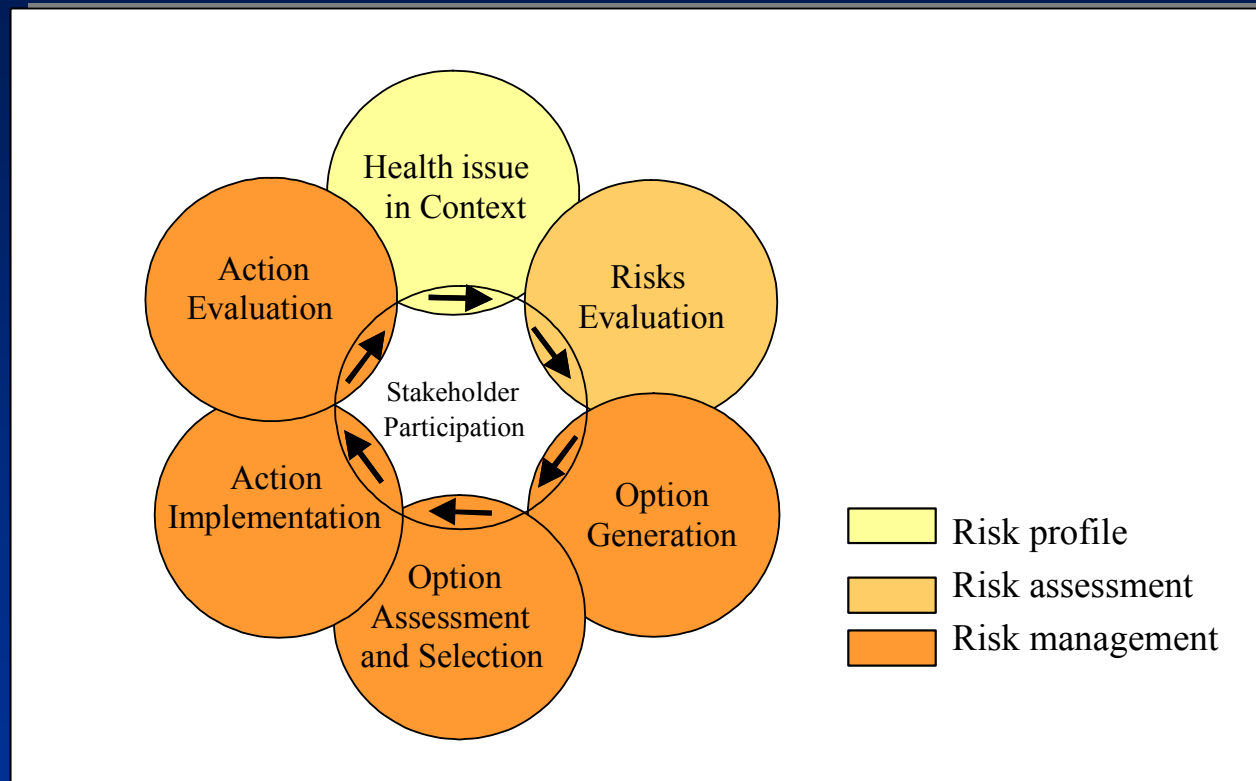 Health issue
in Context
Risks
Evaluation
Option
Generation
Option
Assessment
and Selection
Action
Implementation
Action
Evaluation
Stakeholder
Participation
Risk profile
Risk assessment
Risk management